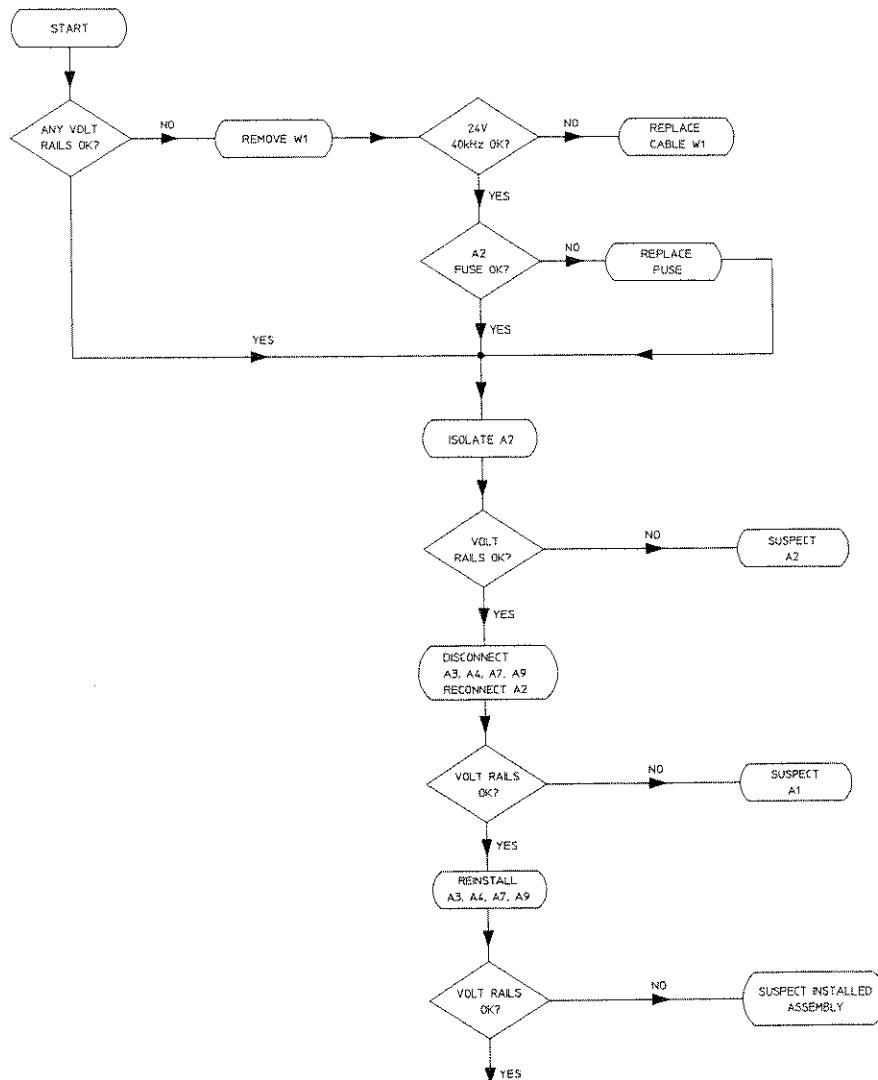 START
ANY VOLT
RAILS OK?
NO
REMOVE W1
24V
40kHz OK?
NO
REPLACE
CABLE W1
YES
A2
FUSE OK?
NO
REPLACE
FUSE
YES
YES
ISOLATE A2
VOLT
RAILS OK?
NO
SUSPECT
A2
YES
DISCONNECT
A3, A4, A7, A9
RECONNECT A2
VOLT RAILS
OK?
NO
SUSPECT
A1
YES
REINSTALL
A3, A4, A7, A9
VOLT RAILS
OK?
NO
SUSPECT INSTALLED
ASSEMBLY
YES